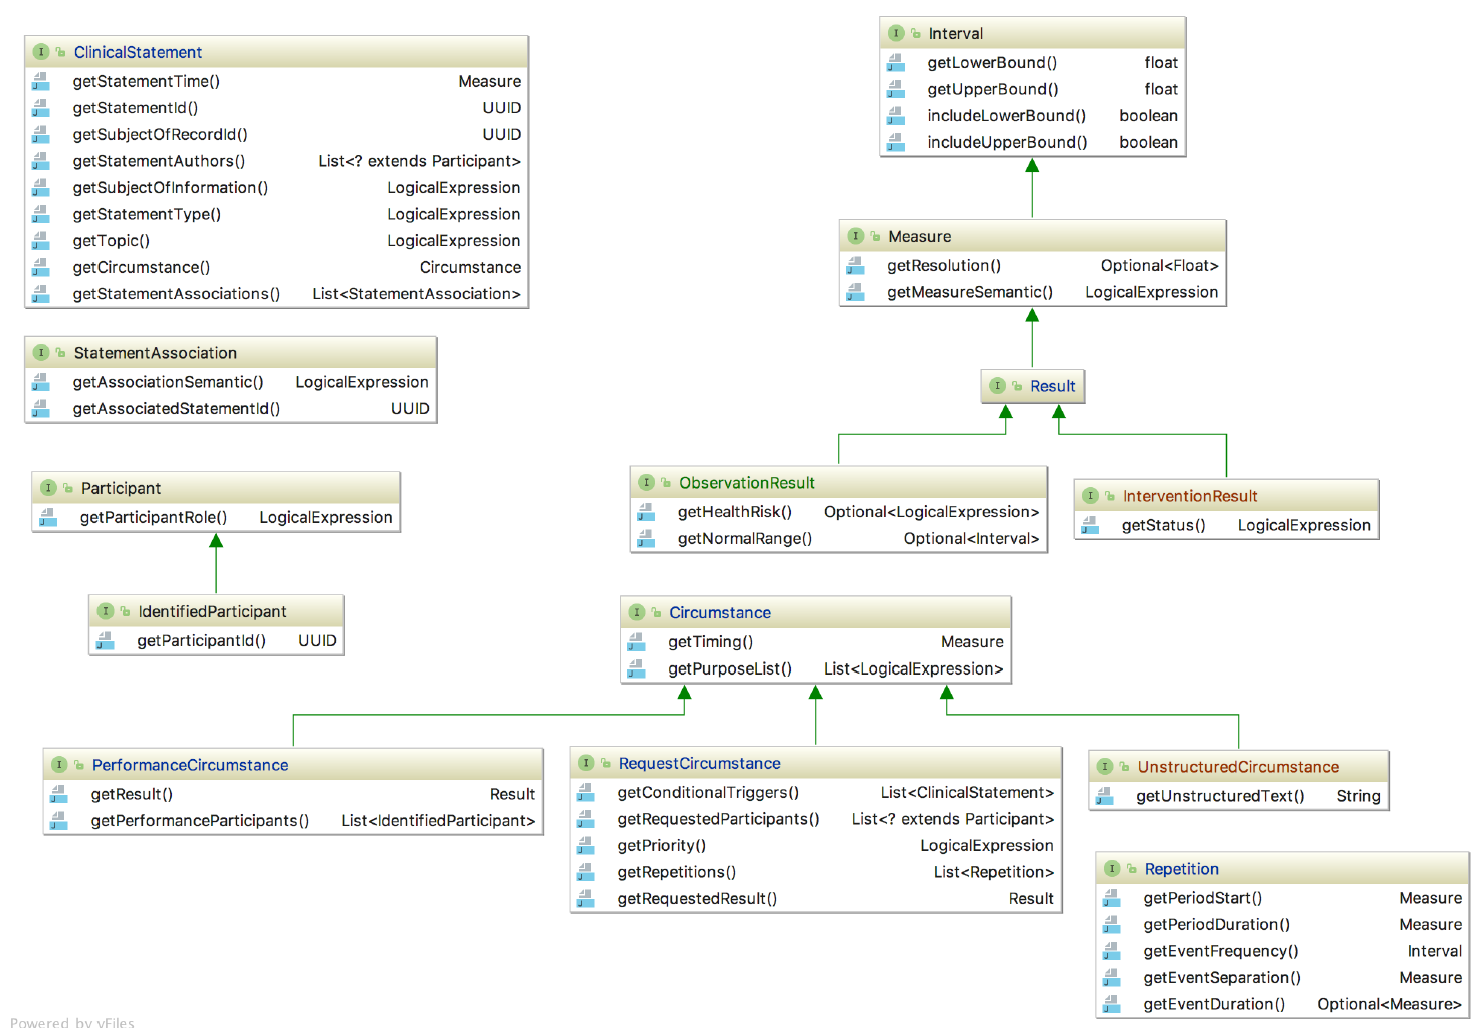 ClinicalStatement
getStatementTime() Measure
getStatementId() UUID
getSubjectOfRecordId() UUID
getStatementAuthors() List<? extends Participant>
getSubjectOfInformation() LogicalExpression
getStatementType() LogicalExpression
getTopic() LogicalExpression
getCircumstance() Circumstance
getStatementAssociations() List<StatementAssociation>
Interval
getLowerBound() float
getUpperBound() float
includeLowerBound() boolean
includeUpperBound() boolean
Measure
getResolution() Optional<Float>
getMeasureSemantic() LogicalExpression
StatementAssociation
getAssociationSemantic() LogicalExpression
getAssociatedStatementId() UUID
Result
Participant
getParticipantRole() LogicalExpression
ObservationResult
getHealthRisk() Optional<LogicalExpression>
getNormalRange() Optional<Interval>
InterventionResult
getStatus() LogicalExpression
IdentifiedParticipant
getParticipantId() UUID
Circumstance
getTiming() Measure
getPurposeList() List<LogicalExpression>
PerformanceCircumstance
getResult() Result
getPerformanceParticipants() List<IdentifiedParticipant>
RequestCircumstance
getConditionalTriggers() List<ClinicalStatement>
getRequestedParticipants() List<? extends Participant>
getPriority() LogicalExpression
getRepetitions() List<Repetition>
getRequestedResult() Result
UnstructuredCircumstance
getUnstructuredText() String
Repetition
getPeriodStart() Measure
getPeriodDuration() Measure
getEventFrequency() Interval
getEventSeparation() Measure
getEventDuration() Optional<Measure>
Powered by yFiles